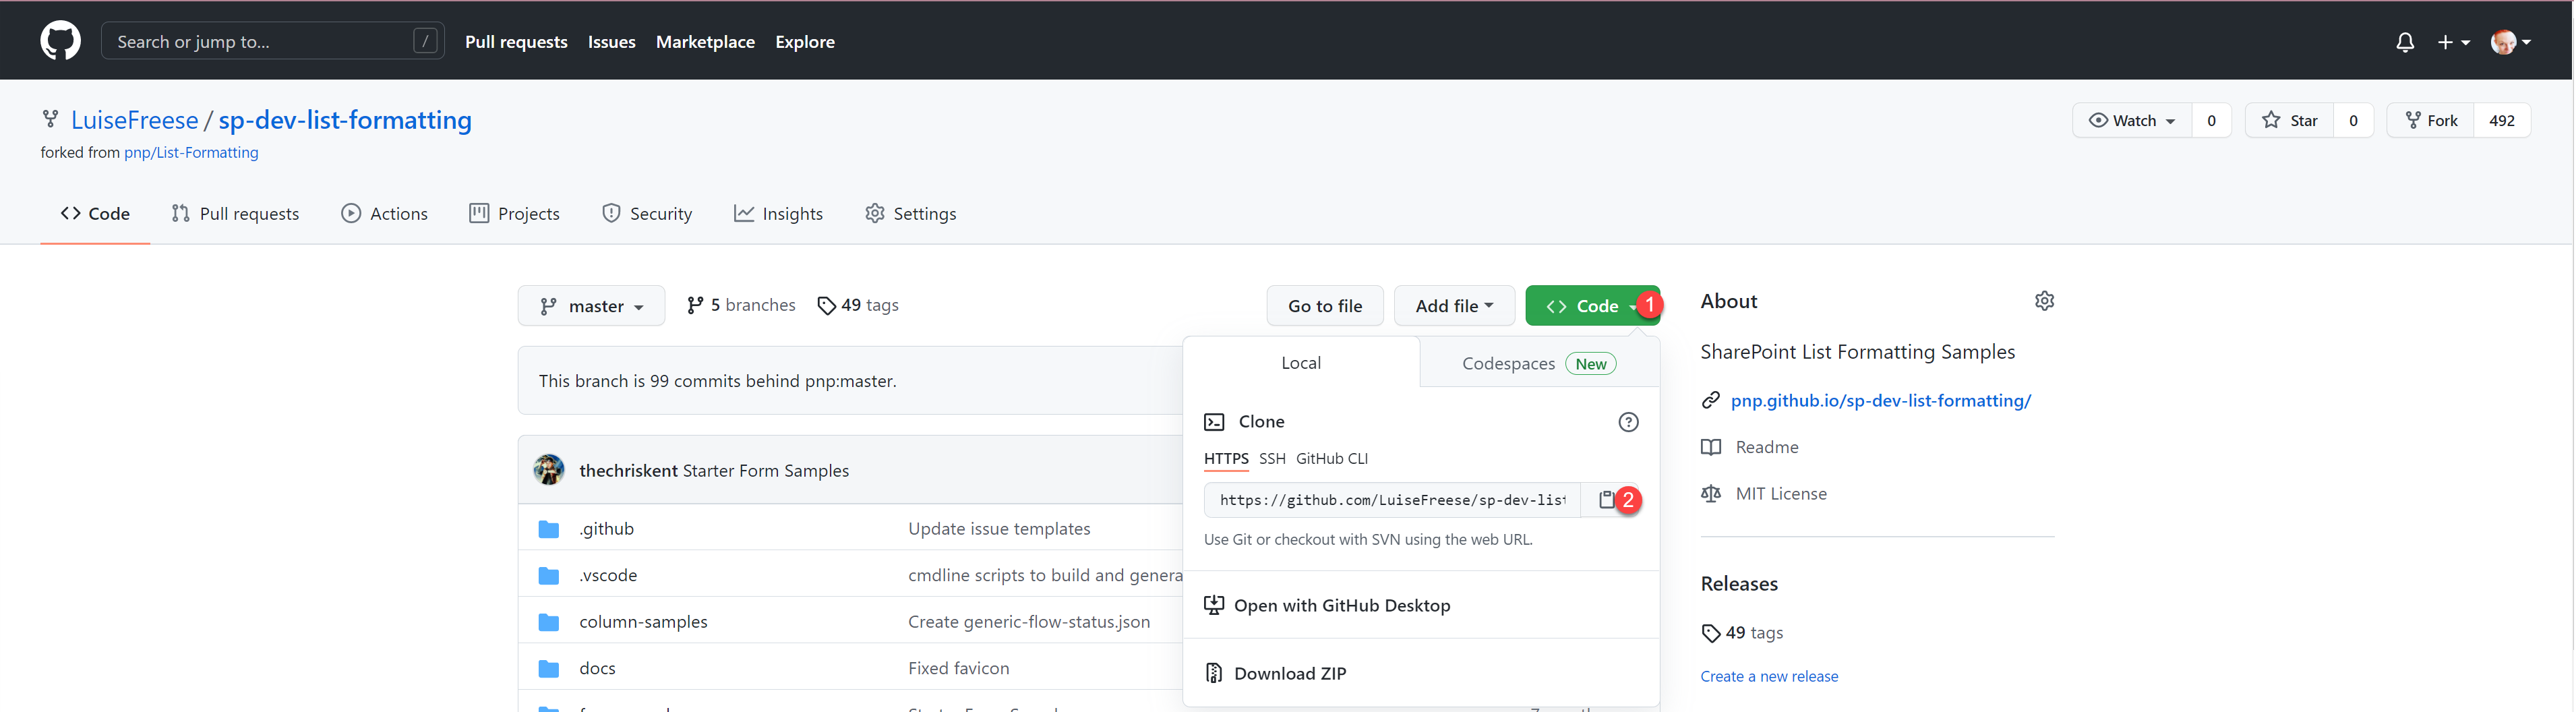 Search or jump to... / Pull requests Issues Marketplace Explore
LuiseFreese / sp-dev-list-formatting Watch 0 Star 0 Fork 492
forked from pnp/List-Formatting
Code Pull requests Actions Projects Security Insights Settings
master 5 branches 49 tags Go to file Add file Code 1
This branch is 99 commits behind pnp:master.
thechriskent Starter Form Samples
.github Update issue templates
.vscode cmdline scripts to build and genera
column-samples Create generic-flow-status.json
docs Fixed favicon
Local Codespaces New
Clone ?
HTTPS SSH GitHub CLI
https://github.com/LuiseFreese/sp-dev-list 2
Use Git or checkout with SVN using the web URL.
Open with GitHub Desktop
Download ZIP
About
SharePoint List Formatting Samples
pnp.github.io/sp-dev-list-formatting/
Readme
MIT License
Releases
49 tags
Create a new release